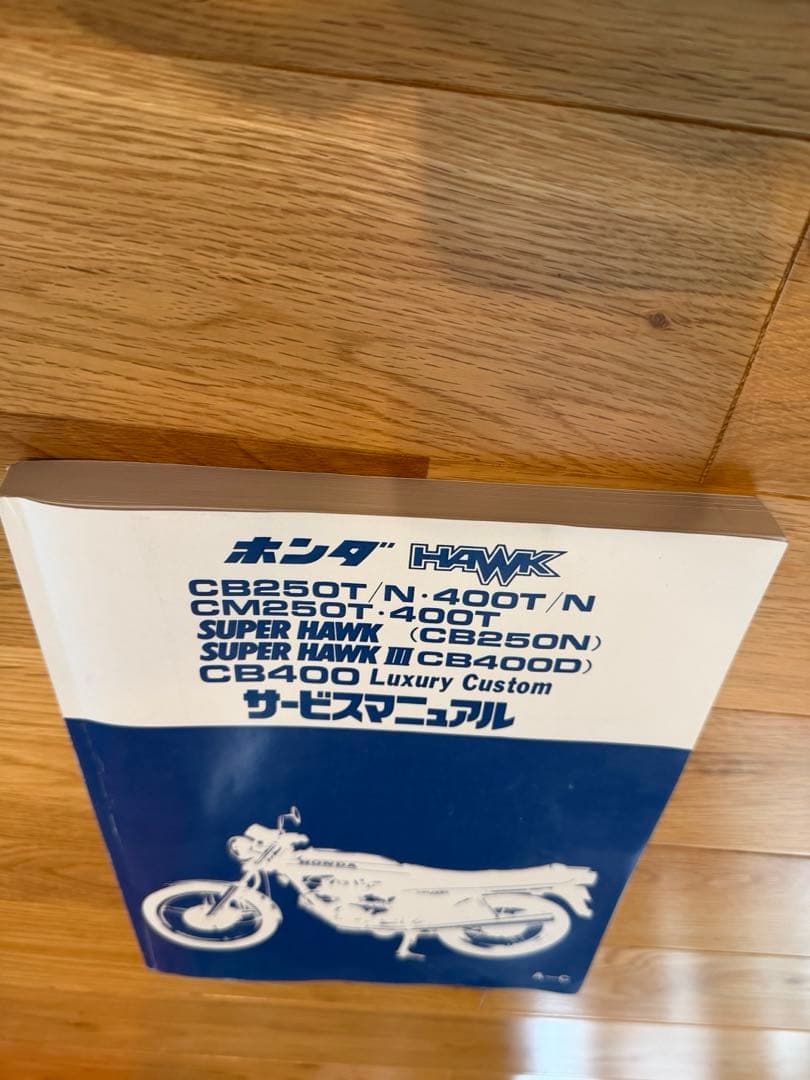 ホンダ HAWK
CB250T/N・400T/N
CM250T・400T
SUPER HAWK (CB250N)
SUPER HAWK III CB400D)
CB400 Luxury Custom
サービスマニュアル
HONDA